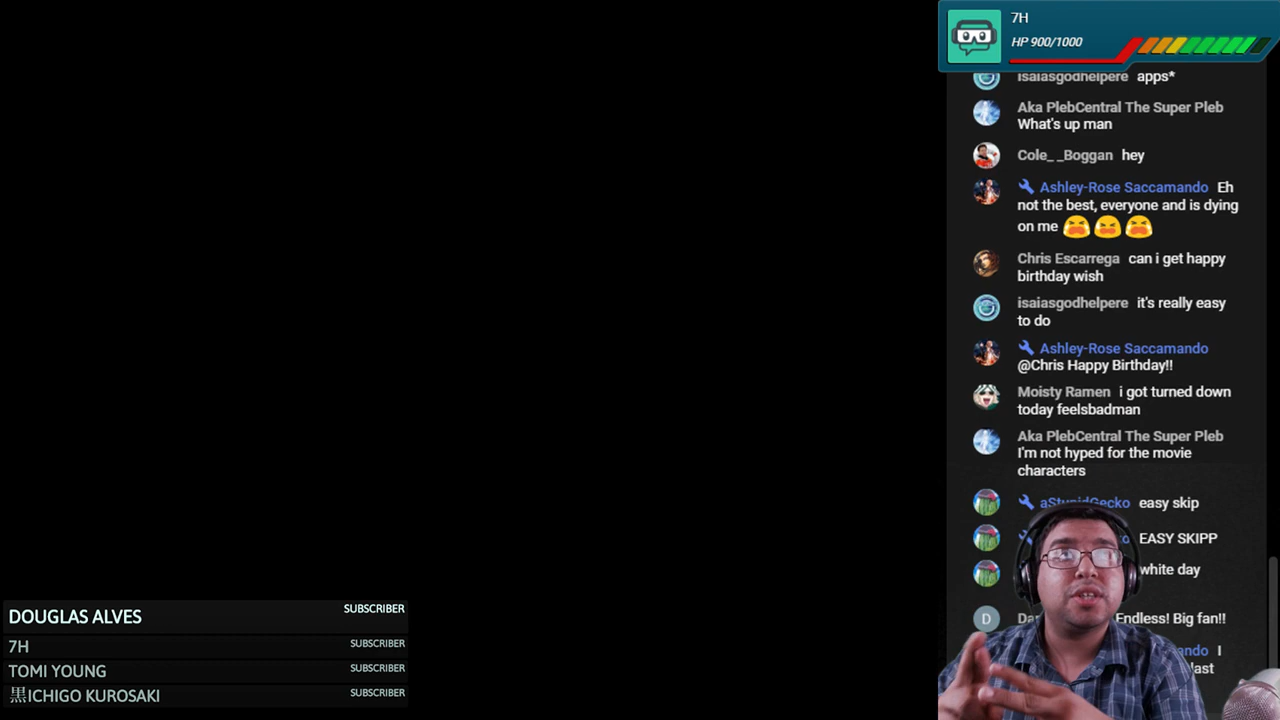 7H
HP 900/1000
isaiasgodhelpere apps*
Aka PlebCentral The Super Pleb
What's up man
Cole_ _Boggan hey
Ashley-Rose Saccamando Eh
not the best, everyone and is dying
on me
Chris Escarrega can i get happy
birthday wish
isaiasgodhelpere it's really easy
to do
Ashley-Rose Saccamando
@Chris Happy Birthday!!
Moisty Ramen i got turned down
today feelsbadman
Aka PlebCentral The Super Pleb
I'm not hyped for the movie
characters
aStupidGecko easy skip
EASY SKIPP
white day
D
Endless! Big fan!!
I
last
DOUGLAS ALVES SUBSCRIBER
7H SUBSCRIBER
TOMI YOUNG SUBSCRIBER
黒ICHIGO KUROSAKI SUBSCRIBER